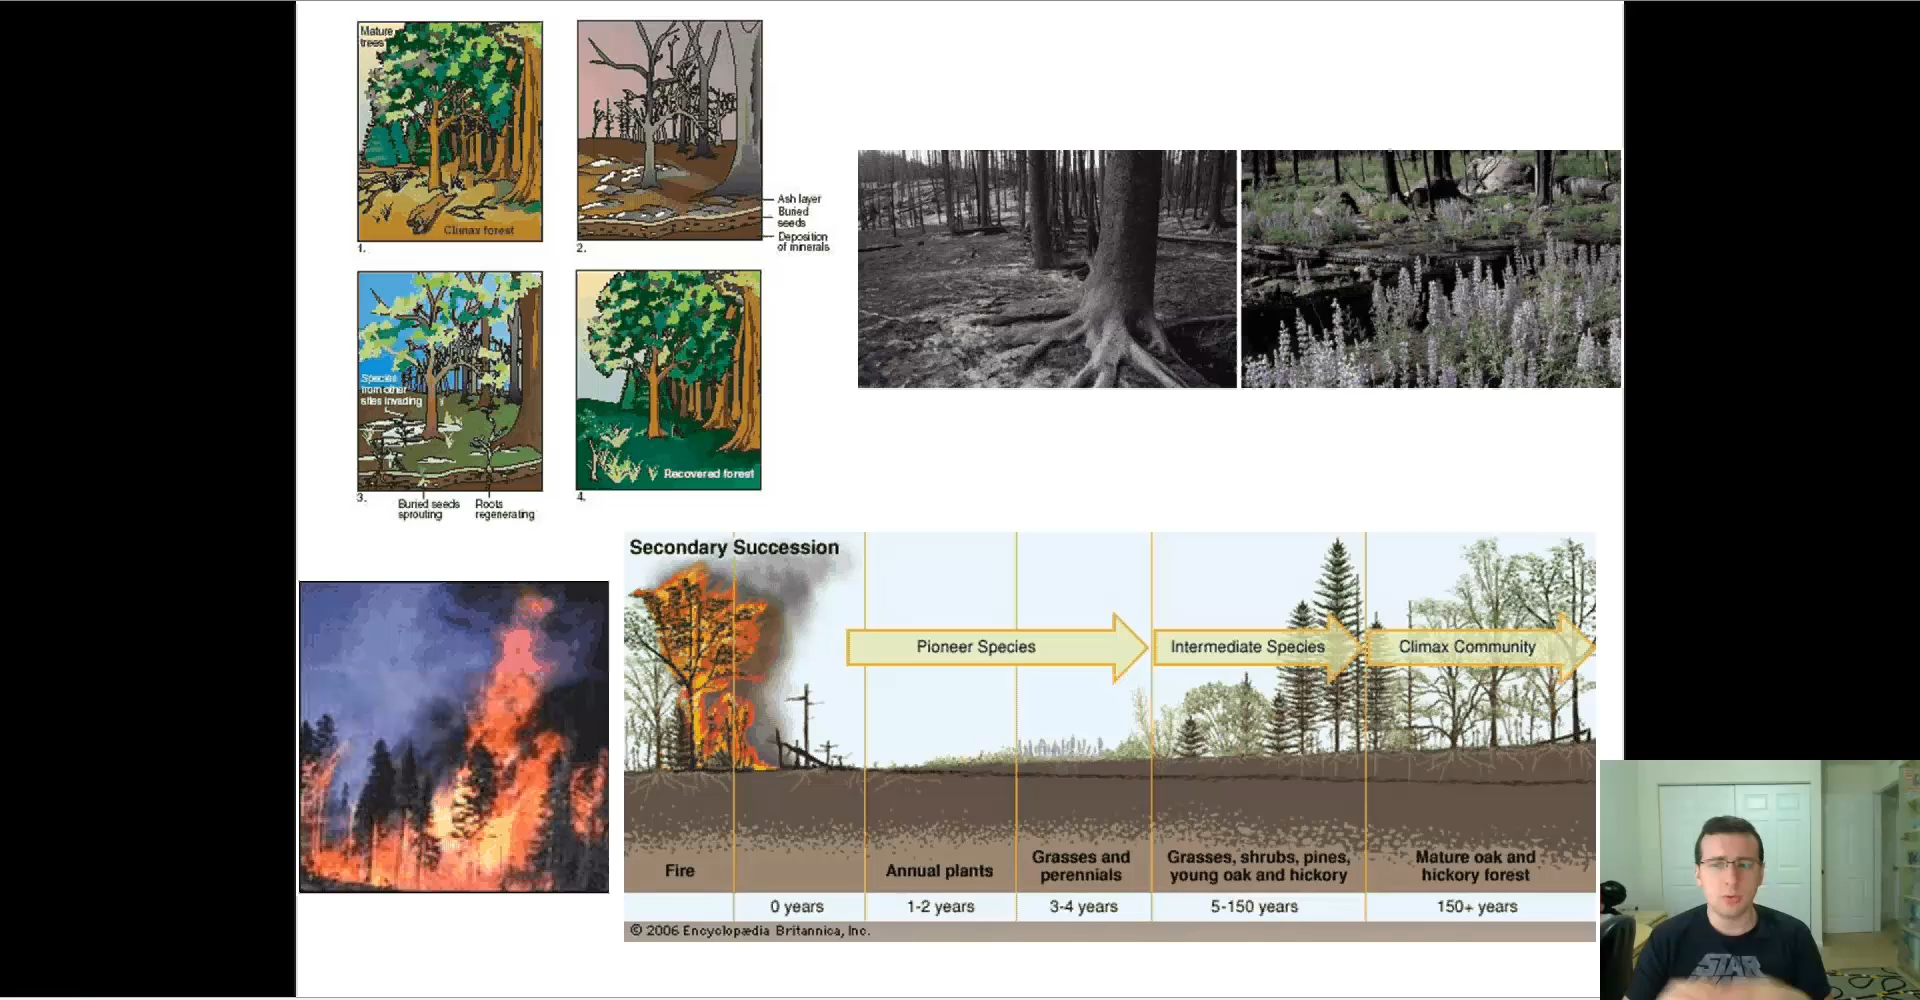 Mature
trees
Climax forest
1.
2.
Ash layer
Buried
seeds
Deposition
of minerals
Species
from other
sites invading
3.
Buried seeds
sprouting
Roots
regenerating
Recovered forest
4.
Secondary Succession
Pioneer Species
Intermediate Species
Climax Community
Fire
Annual plants
Grasses and
perennials
Grasses, shrubs, pines,
young oak and hickory
Mature oak and
hickory forest
0 years
1-2 years
3-4 years
5-150 years
150+ years
© 2006 Encyclopædia Britannica, Inc.
STAR